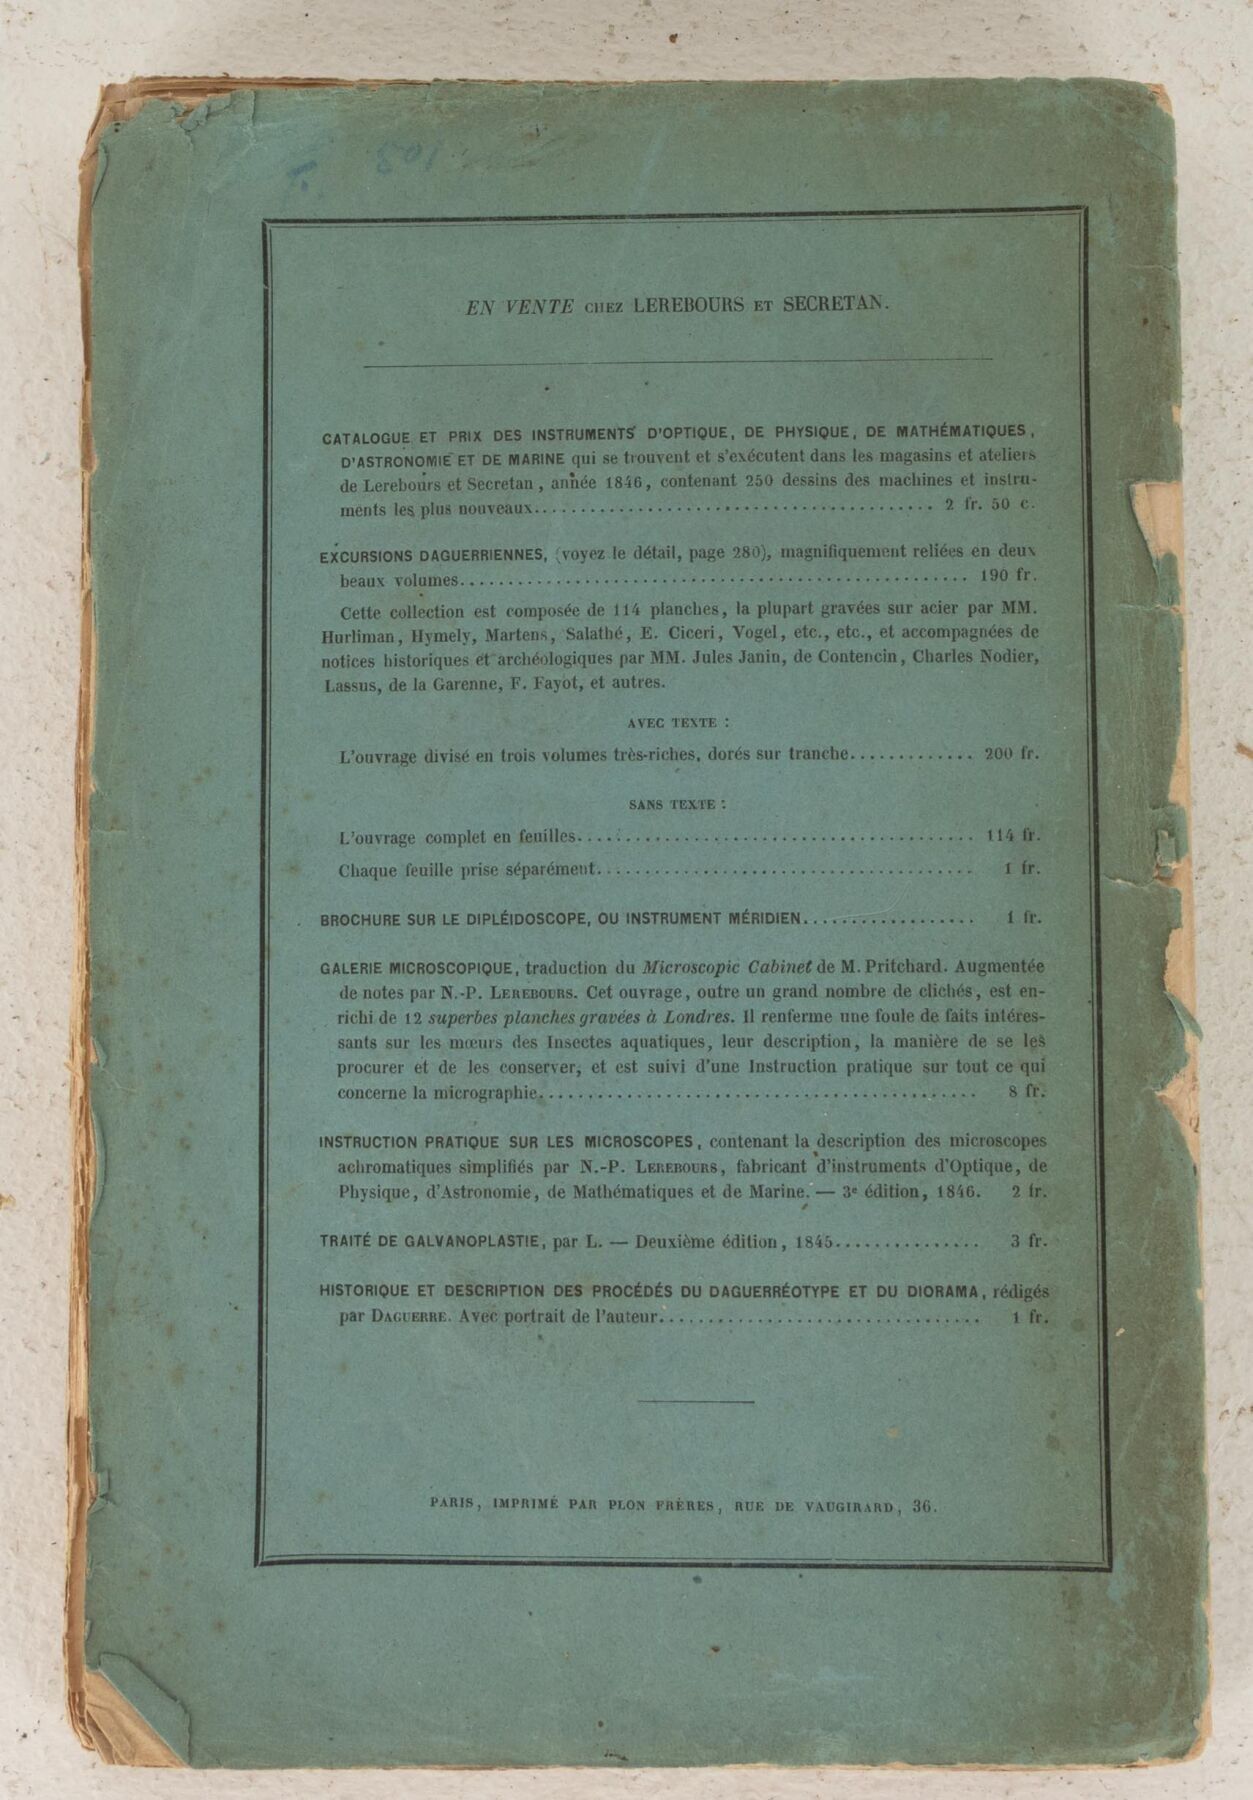 EN VENTE CHEZ LEREBOURS ET SECRETAN.
CATALOGUE ET PRIX DES INSTRUMENTS D'OPTIQUE, DE PHYSIQUE, DE MATHÉMATIQUES,
D'ASTRONOMIE ET DE MARINE qui se trouvent et s'exécutent dans les magasins et ateliers
de Lerebours et Secretan, année 1846, contenant 250 dessins des machines et instru-
ments les plus nouveaux........................................ 2 fr. 50 c.
EXCURSIONS DAGUERRIENNES, (voyez le détail, page 280), magnifiquement reliées en deux
beaux volumes.................................................. 190 fr.
Cette collection est composée de 114 planches, la plupart gravées sur acier par MM.
Hurliman, Hymely, Martens, Salathé, E. Ciceri, Vogel, etc., etc., et accompagnées de
notices historiques et archéologiques par MM. Jules Janin, de Contencin, Charles Nodier,
Lassus, de la Garenne, F. Fayot, et autres.
AVEC TEXTE :
L'ouvrage divisé en trois volumes très-riches, dorés sur tranche............. 200 fr.
SANS TEXTE :
L'ouvrage complet en feuilles....................................... 114 fr.
Chaque feuille prise séparément..................................... 1 fr.
BROCHURE SUR LE DIPLÉIDOSCOPE, OU INSTRUMENT MÉRIDIEN.................. 1 fr.
GALERIE MICROSCOPIQUE, traduction du Microscopic Cabinet de M. Pritchard. Augmentée
de notes par N.-P. LEREBOURS. Cet ouvrage, outre un grand nombre de clichés, est en-
richi de 12 superbes planches gravées à Londres. Il renferme une foule de faits intéres-
sants sur les mœurs des Insectes aquatiques, leur description, la manière de se les
procurer et de les conserver, et est suivi d'une Instruction pratique sur tout ce qui
concerne la micrographie........................................... 8 fr.
INSTRUCTION PRATIQUE SUR LES MICROSCOPES, contenant la description des microscopes
achromatiques simplifiés par N.-P. LEREBOURS, fabricant d'instruments d'Optique, de
Physique, d'Astronomie, de Mathématiques et de Marine. — 3e édition, 1846. 2 fr.
TRAITÉ DE GALVANOPLASTIE, par L. — Deuxième édition, 1845............... 3 fr.
HISTORIQUE ET DESCRIPTION DES PROCÉDÉS DU DAGUERRÉOTYPE ET DU DIORAMA, rédigés
par DAGUERRE. Avec portrait de l'auteur................................ 1 fr.
PARIS, IMPRIMÉ PAR PLON FRÈRES, RUE DE VAUGIRARD, 36.